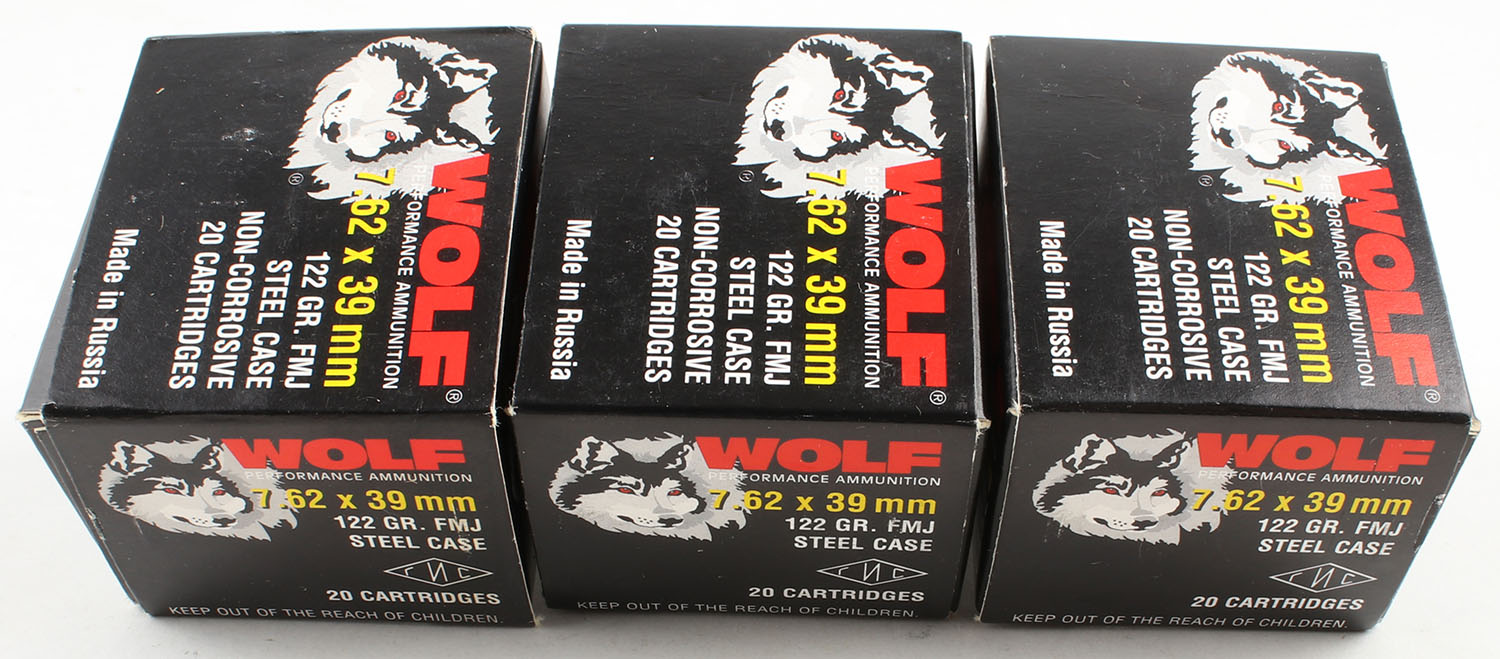 WOLF®
PERFORMANCE AMMUNITION
7.62 x 39 mm
122 GR. FMJ
STEEL CASE
NON-CORROSIVE
20 CARTRIDGES
Made in Russia
®
WOLF®
PERFORMANCE AMMUNITION
7.62 x 39 mm
122 GR. FMJ
STEEL CASE
NON-CORROSIVE
20 CARTRIDGES
Made in Russia
®
WOLF®
PERFORMANCE AMMUNITION
7.62 x 39 mm
122 GR. FMJ
STEEL CASE
NON-CORROSIVE
20 CARTRIDGES
Made in Russia
®
WOLF
PERFORMANCE AMMUNITION
7.62 x 39 mm
122 GR. FMJ
STEEL CASE
ГИС
20 CARTRIDGES
KEEP OUT OF THE REACH OF CHILDREN.
WOLF
PERFORMANCE AMMUNITION
7.62 x 39 mm
122 GR. FMJ
STEEL CASE
ГИС
20 CARTRIDGES
KEEP OUT OF THE REACH OF CHILDREN.
WOLF
PERFORMANCE AMMUNITION
7.62 x 39 mm
122 GR. FMJ
STEEL CASE
ГИС
20 CARTRIDGES
KEEP OUT OF THE REACH OF CHILDREN.